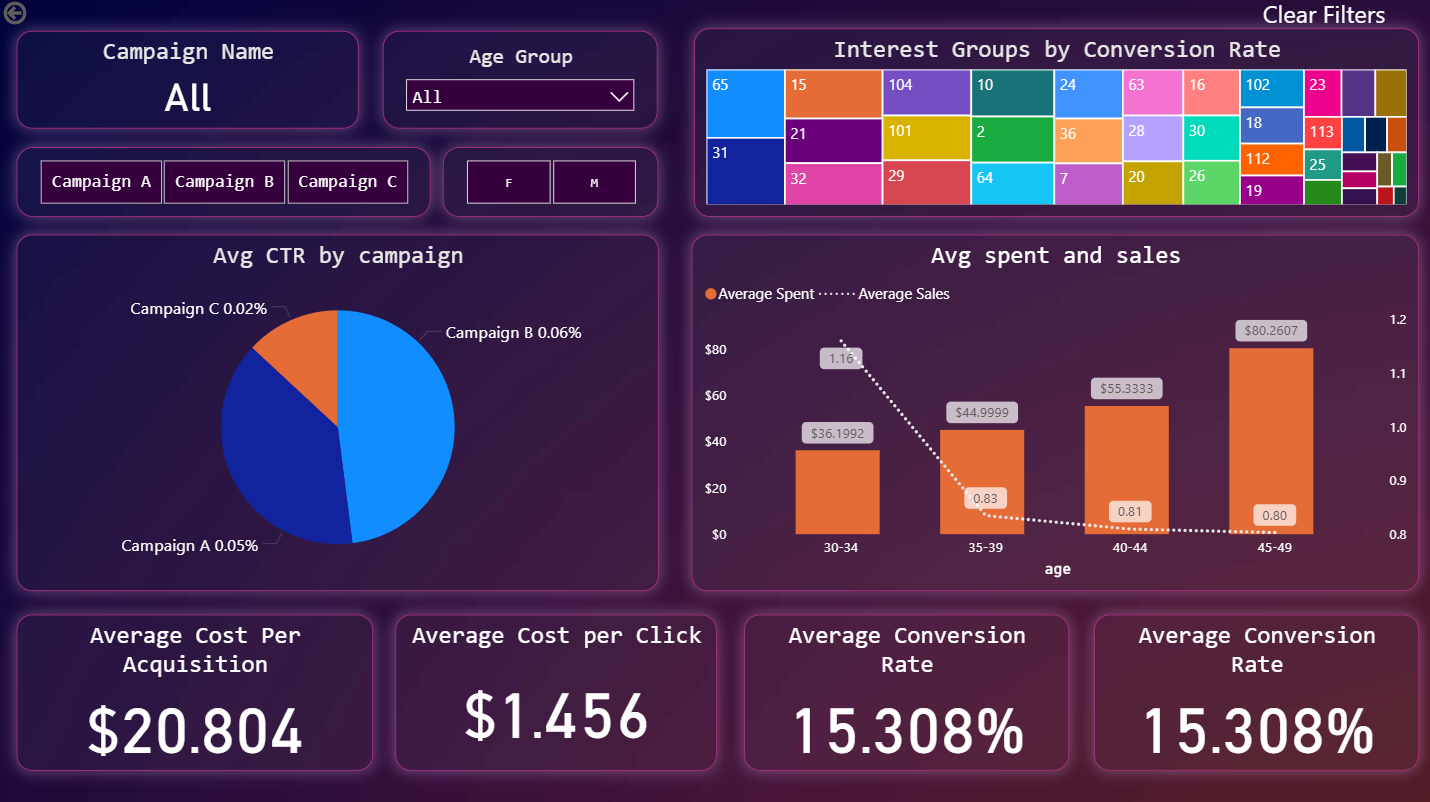 Clear Filters
Campaign Name
All
Age Group
All
Campaign A
Campaign B
Campaign C
F
M
Interest Groups by Conversion Rate
65
15
104
10
24
63
16
102
23
31
21
101
2
36
28
30
18
113
32
29
64
7
20
26
112
25
19
Avg CTR by campaign
Campaign C 0.02%
Campaign B 0.06%
Campaign A 0.05%
Avg spent and sales
Average Spent
Average Sales
$80
$60
$40
$20
$0
1.2
1.1
1.0
0.9
0.8
$36.1992
$44.9999
$55.3333
$80.2607
1.16
0.83
0.81
0.80
30-34
35-39
40-44
45-49
age
Average Cost Per
Acquisition
$20.804
Average Cost per Click
$1.456
Average Conversion
Rate
15.308%
Average Conversion
Rate
15.308%